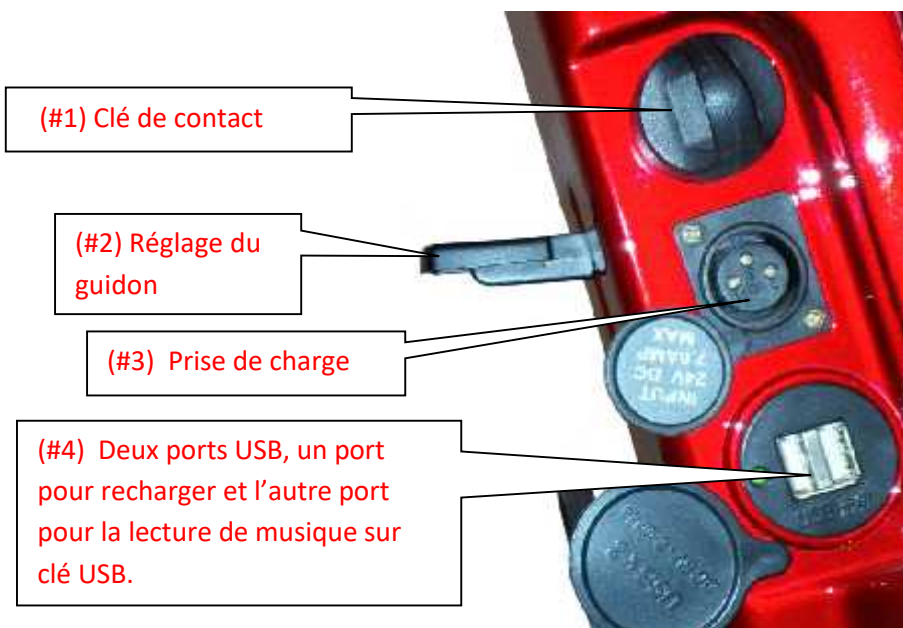 (#1) Clé de contact
(#2) Réglage du
guidon
(#3) Prise de charge
INPUT
24V DC
7.6AMP
MAX
(#4) Deux ports USB, un port
pour recharger et l’autre port
pour la lecture de musique sur
clé USB.